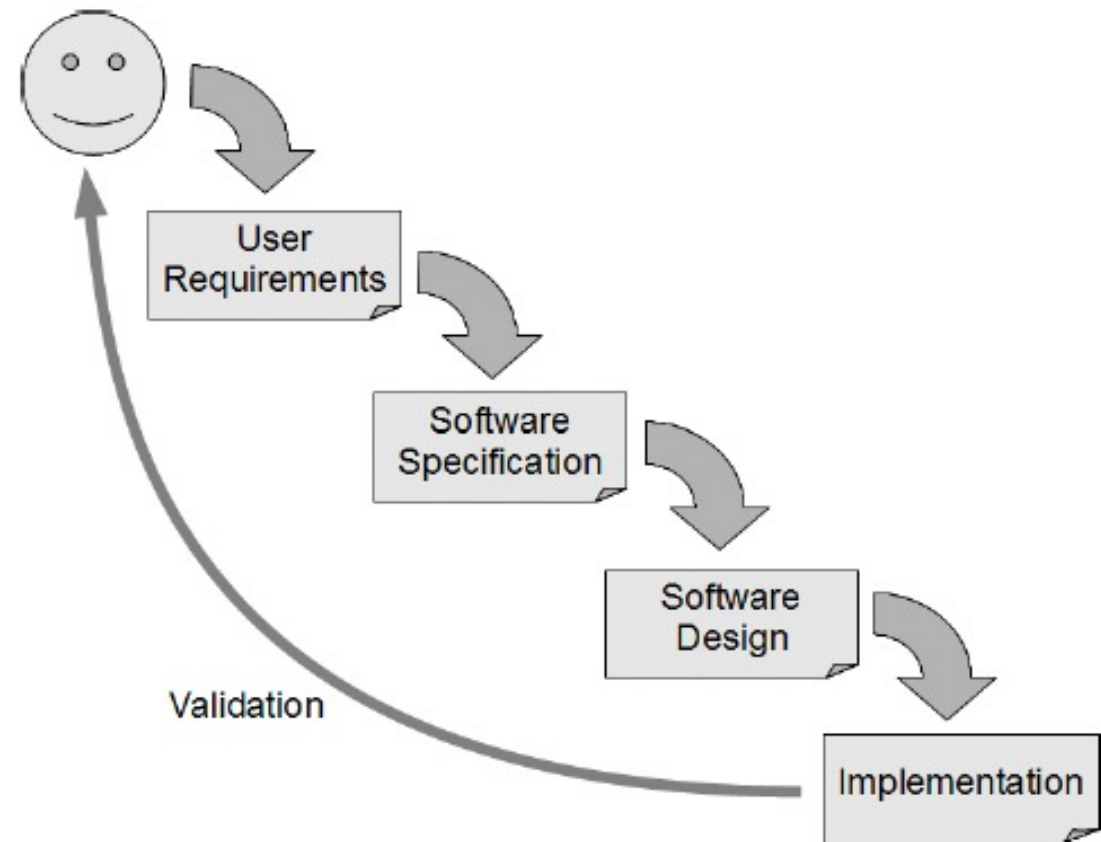 User
Requirements
Software
Specification
Software
Design
Validation
Implementation